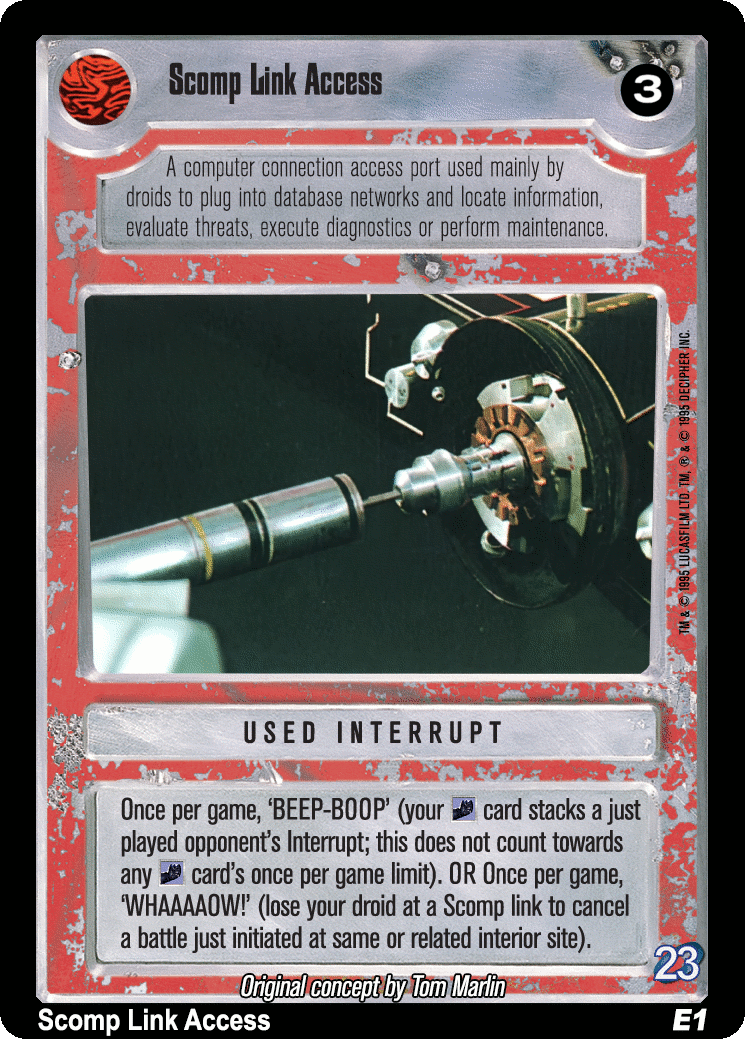 Scomp Link Access
3
A computer connection access port used mainly by
droids to plug into database networks and locate information,
evaluate threats, execute diagnostics or perform maintenance.
TM & © 1995 LUCASFILM LTD. TM, ® & © 1995 DECIPHER INC.
USED INTERRUPT
Once per game, ‘BEEP-BOOP’ (your card stacks a just
played opponent’s Interrupt; this does not count towards
any card’s once per game limit). OR Once per game,
‘WHAAAAOW!’ (lose your droid at a Scomp link to cancel
a battle just initiated at same or related interior site).
23
Original concept by Tom Marlin
Scomp Link Access
E1